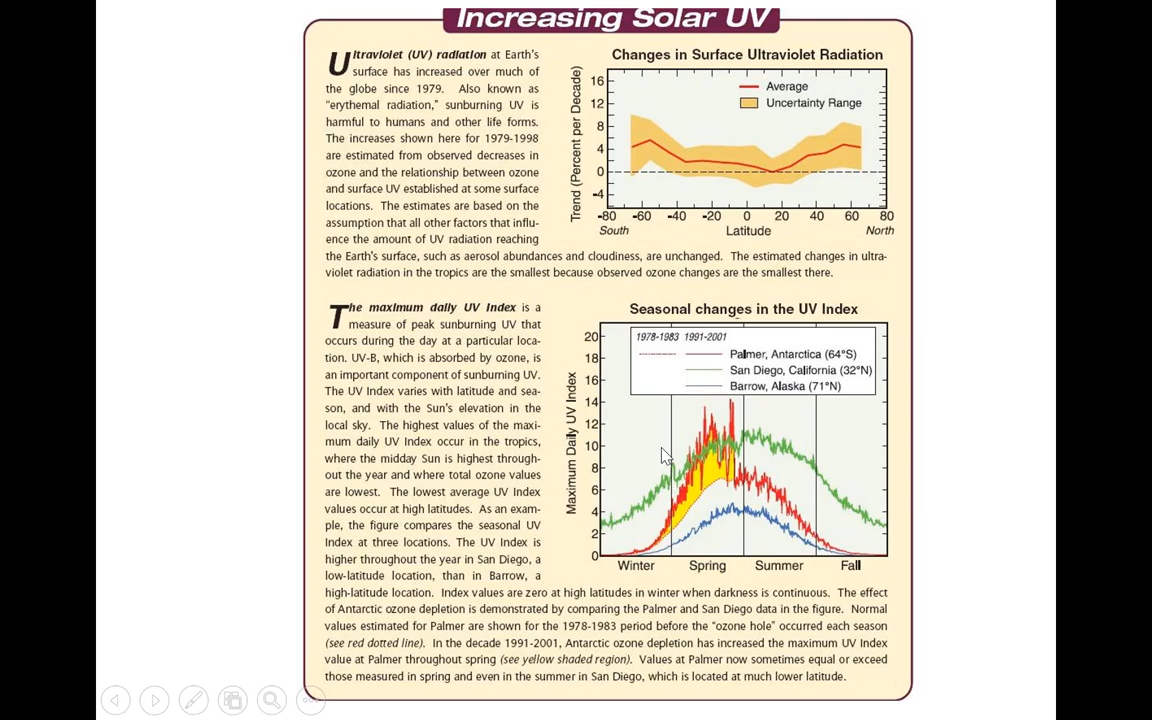 Increasing Solar UV
Ultraviolet (UV) radiation at Earth's
surface has increased over much of
the globe since 1979. Also known as
"erythemal radiation," sunburning UV is
harmful to humans and other life forms.
The increases shown here for 1979-1998
are estimated from observed decreases in
ozone and the relationship between ozone
and surface UV established at some surface
locations. The estimates are based on the
assumption that all other factors that influ-
ence the amount of UV radiation reaching
the Earth's surface, such as aerosol abundances and cloudiness, are unchanged. The estimated changes in ultra-
violet radiation in the tropics are the smallest because observed ozone changes are the smallest there.
Changes in Surface Ultraviolet Radiation
Trend (Percent per Decade)
16
12
8
4
0
-4
Average
Uncertainty Range
-80 -60 -40 -20 0 20 40 60 80
South Latitude North
The maximum daily UV Index is a
measure of peak sunburning UV that
occurs during the day at a particular loca-
tion. UV-B, which is absorbed by ozone, is
an important component of sunburning UV.
The UV Index varies with latitude and sea-
son, and with the Sun's elevation in the
local sky. The highest values of the maxi-
mum daily UV Index occur in the tropics,
where the midday Sun is highest through-
out the year and where total ozone values
are lowest. The lowest average UV Index
values occur at high latitudes. As an exam-
ple, the figure compares the seasonal UV
Index at three locations. The UV Index is
higher throughout the year in San Diego, a
low-latitude location, than in Barrow, a
high-latitude location. Index values are zero at high latitudes in winter when darkness is continuous. The effect
of Antarctic ozone depletion is demonstrated by comparing the Palmer and San Diego data in the figure. Normal
values estimated for Palmer are shown for the 1978-1983 period before the "ozone hole" occurred each season
(see red dotted line). In the decade 1991-2001, Antarctic ozone depletion has increased the maximum UV Index
value at Palmer throughout spring (see yellow shaded region). Values at Palmer now sometimes equal or exceed
those measured in spring and even in the summer in San Diego, which is located at much lower latitude.
Seasonal changes in the UV Index
Maximum Daily UV Index
20
18
16
14
12
10
8
6
4
2
0
1978-1983 1991-2001
Palmer, Antarctica (64°S)
San Diego, California (32°N)
Barrow, Alaska (71°N)
Winter Spring Summer Fall